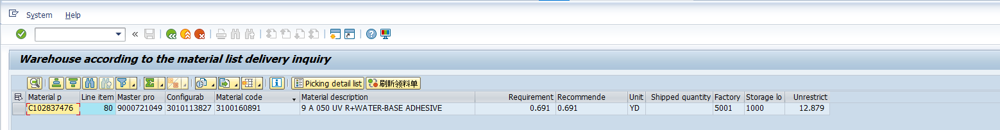 System Help
Warehouse according to the material list delivery inquiry
Picking detail list 刷新领料单
Material p Line item Master pro Configurab Material code Material description Requirement Recommende Unit Shipped quantity Factory Storage lo Unrestrict
C102837476 80 9000721049 3010113827 3100160891 9 A 050 UV R+WATER-BASE ADHESIVE 0.691 0.691 YD 5001 1000 12.879